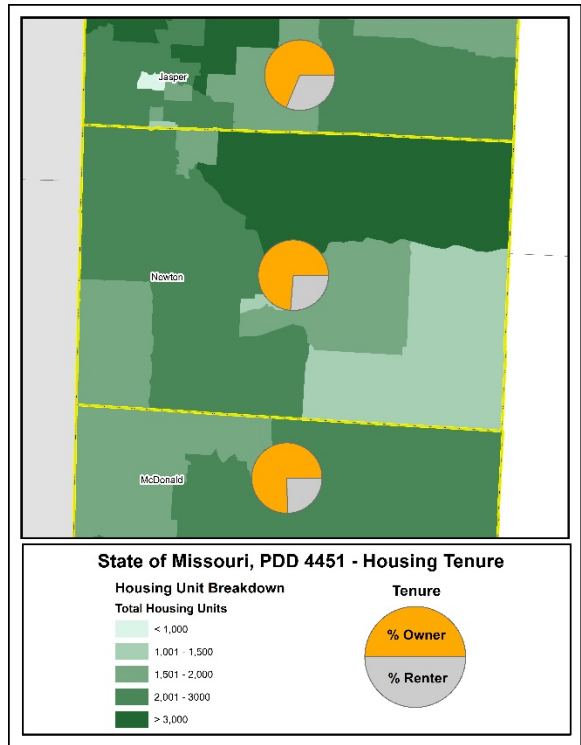 Jasper
Newton
McDonald
State of Missouri, PDD 4451 - Housing Tenure
Housing Unit Breakdown
Total Housing Units
< 1,000
1,001 - 1,500
1,501 - 2,000
2,001 - 3000
> 3,000
Tenure
% Owner
% Renter